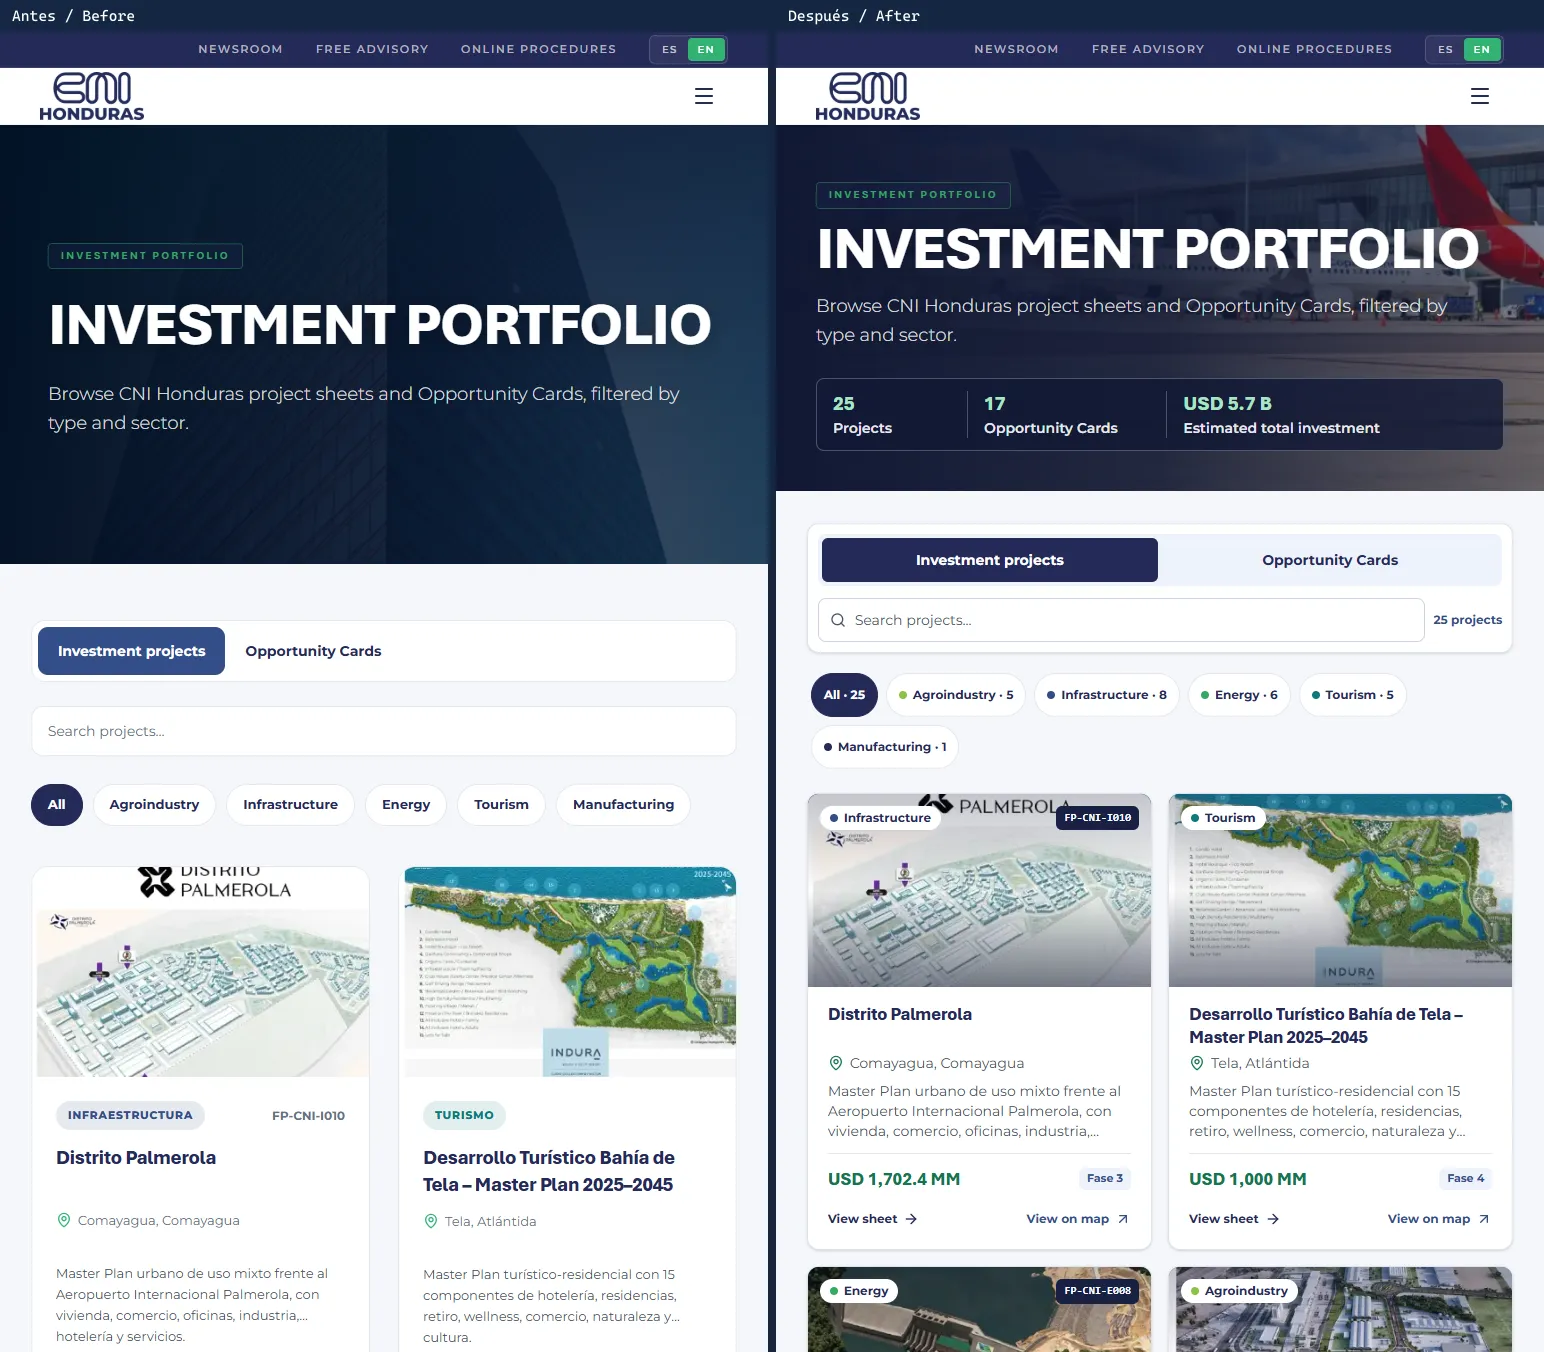 Antes / Before
NEWSROOM FREE ADVISORY ONLINE PROCEDURES ES EN
CNI
HONDURAS
INVESTMENT PORTFOLIO
INVESTMENT PORTFOLIO
Browse CNI Honduras project sheets and Opportunity Cards, filtered by
type and sector.
Investment projects Opportunity Cards
Search projects...
All Agroindustry Infrastructure Energy Tourism Manufacturing
DISTRITO
PALMEROLA
2025-2045
INDURA
INFRAESTRUCTURA FP-CNI-I010
TURISMO
Distrito Palmerola
Desarrollo Turístico Bahía de
Tela – Master Plan 2025–2045
Comayagua, Comayagua
Tela, Atlántida
Master Plan urbano de uso mixto frente al
Aeropuerto Internacional Palmerola, con
vivienda, comercio, oficinas, industria,...
hotelería y servicios.
Master Plan turístico-residencial con 15
componentes de hotelería, residencias,
retiro, wellness, comercio, naturaleza y...
cultura.
Después / After
NEWSROOM FREE ADVISORY ONLINE PROCEDURES ES EN
CNI
HONDURAS
INVESTMENT PORTFOLIO
INVESTMENT PORTFOLIO
Browse CNI Honduras project sheets and Opportunity Cards, filtered by
type and sector.
25
Projects
17
Opportunity Cards
USD 5.7 B
Estimated total investment
Investment projects Opportunity Cards
Search projects... 25 projects
All · 25 Agroindustry · 5 Infrastructure · 8 Energy · 6 Tourism · 5
Manufacturing · 1
Infrastructure PALMEROLA FP-CNI-I010
Tourism
INDURA
Distrito Palmerola
Comayagua, Comayagua
Master Plan urbano de uso mixto frente al
Aeropuerto Internacional Palmerola, con
vivienda, comercio, oficinas, industria,...
USD 1,702.4 MM Fase 3
View sheet View on map
Desarrollo Turístico Bahía de Tela –
Master Plan 2025–2045
Tela, Atlántida
Master Plan turístico-residencial con 15
componentes de hotelería, residencias,
retiro, wellness, comercio, naturaleza y...
USD 1,000 MM Fase 4
View sheet View on map
Energy FP-CNI-E008
Agroindustry